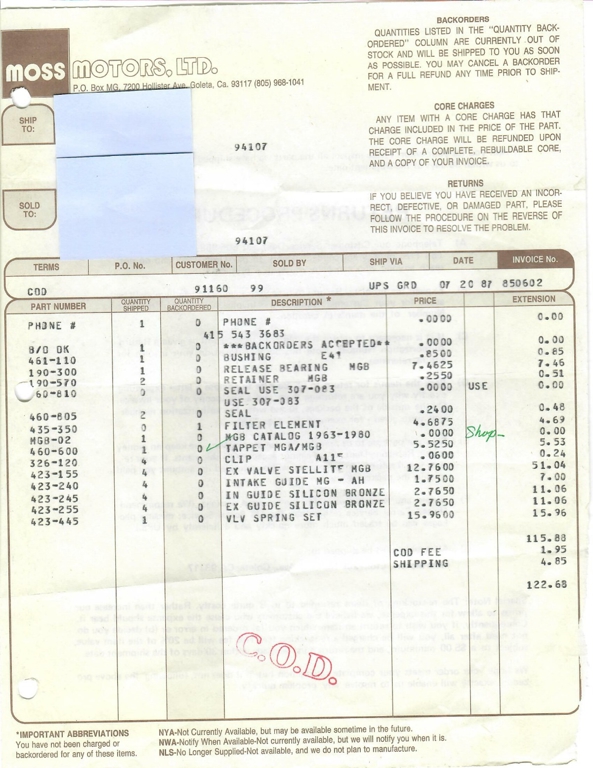 MOSS MOTORS, LTD.
P.O. Box MG, 7200 Hollister Ave, Goleta, Ca. 93117 (805) 968-1041
BACKORDERS
QUANTITIES LISTED IN THE "QUANTITY BACK-
ORDERED" COLUMN ARE CURRENTLY OUT OF
STOCK AND WILL BE SHIPPED TO YOU AS SOON
AS POSSIBLE. YOU MAY CANCEL A BACKORDER
FOR A FULL REFUND ANY TIME PRIOR TO SHIP-
MENT.
CORE CHARGES
ANY ITEM WITH A CORE CHARGE HAS THAT
CHARGE INCLUDED IN THE PRICE OF THE PART.
THE CORE CHARGE WILL BE REFUNDED UPON
RECEIPT OF A COMPLETE, REBUILDABLE CORE,
AND A COPY OF YOUR INVOICE.
RETURNS
IF YOU BELIEVE YOU HAVE RECEIVED AN INCOR-
RECT, DEFECTIVE, OR DAMAGED PART, PLEASE
FOLLOW THE PROCEDURE ON THE REVERSE OF
THIS INVOICE TO RESOLVE THE PROBLEM.
SHIP TO:
94107
SOLD TO:
94107
TERMS P.O. No. CUSTOMER No. SOLD BY SHIP VIA DATE INVOICE No.
COD 91160 99 UPS GRD 07 20 87 850602
PART NUMBER QUANTITY SHIPPED QUANTITY BACKORDERED DESCRIPTION * PRICE EXTENSION
PHONE # 1 0 PHONE # .0000 0.00
415 543 3683
B/O OK 1 0 ***BACKORDERS ACCEPTED** .0000 0.00
461-110 1 0 BUSHING E41 .8500 0.85
190-300 1 0 RELEASE BEARING MGB 7.4625 7.46
190-570 2 0 RETAINER MGB .2550 0.51
60-810 0 0 SEAL USE 307-083 .0000 USE 0.00
USE 307-083
460-805 2 0 SEAL .2400 0.48
435-350 0 1 FILTER ELEMENT 4.6875 4.69
MGB-02 1 0 MGB CATALOG 1963-1980 .0000 Shop 0.00
460-600 1 0 TAPPET MGA/MGB 5.5250 5.53
326-120 4 0 CLIP .0600 0.24
423-155 4 0 EX VALVE STELLITE MGB 12.7600 51.04
423-240 4 0 INTAKE GUIDE MG - AH 1.7500 7.00
423-245 4 0 IN GUIDE SILICON BRONZE 2.7650 11.06
423-255 4 0 EX GUIDE SILICON BRONZE 2.7650 11.06
423-445 1 0 VLV SPRING SET 15.9600 15.96
115.88
COD FEE 1.95
SHIPPING 4.85
122.68
C.O.D.
*IMPORTANT ABBREVIATIONS
You have not been charged or
backordered for any of these items.
NYA-Not Currently Available, but may be available sometime in the future.
NWA-Notify When Available-Not currently available, but we will notify you when it is.
NLS-No Longer Supplied-Not available, and we do not plan to manufacture.